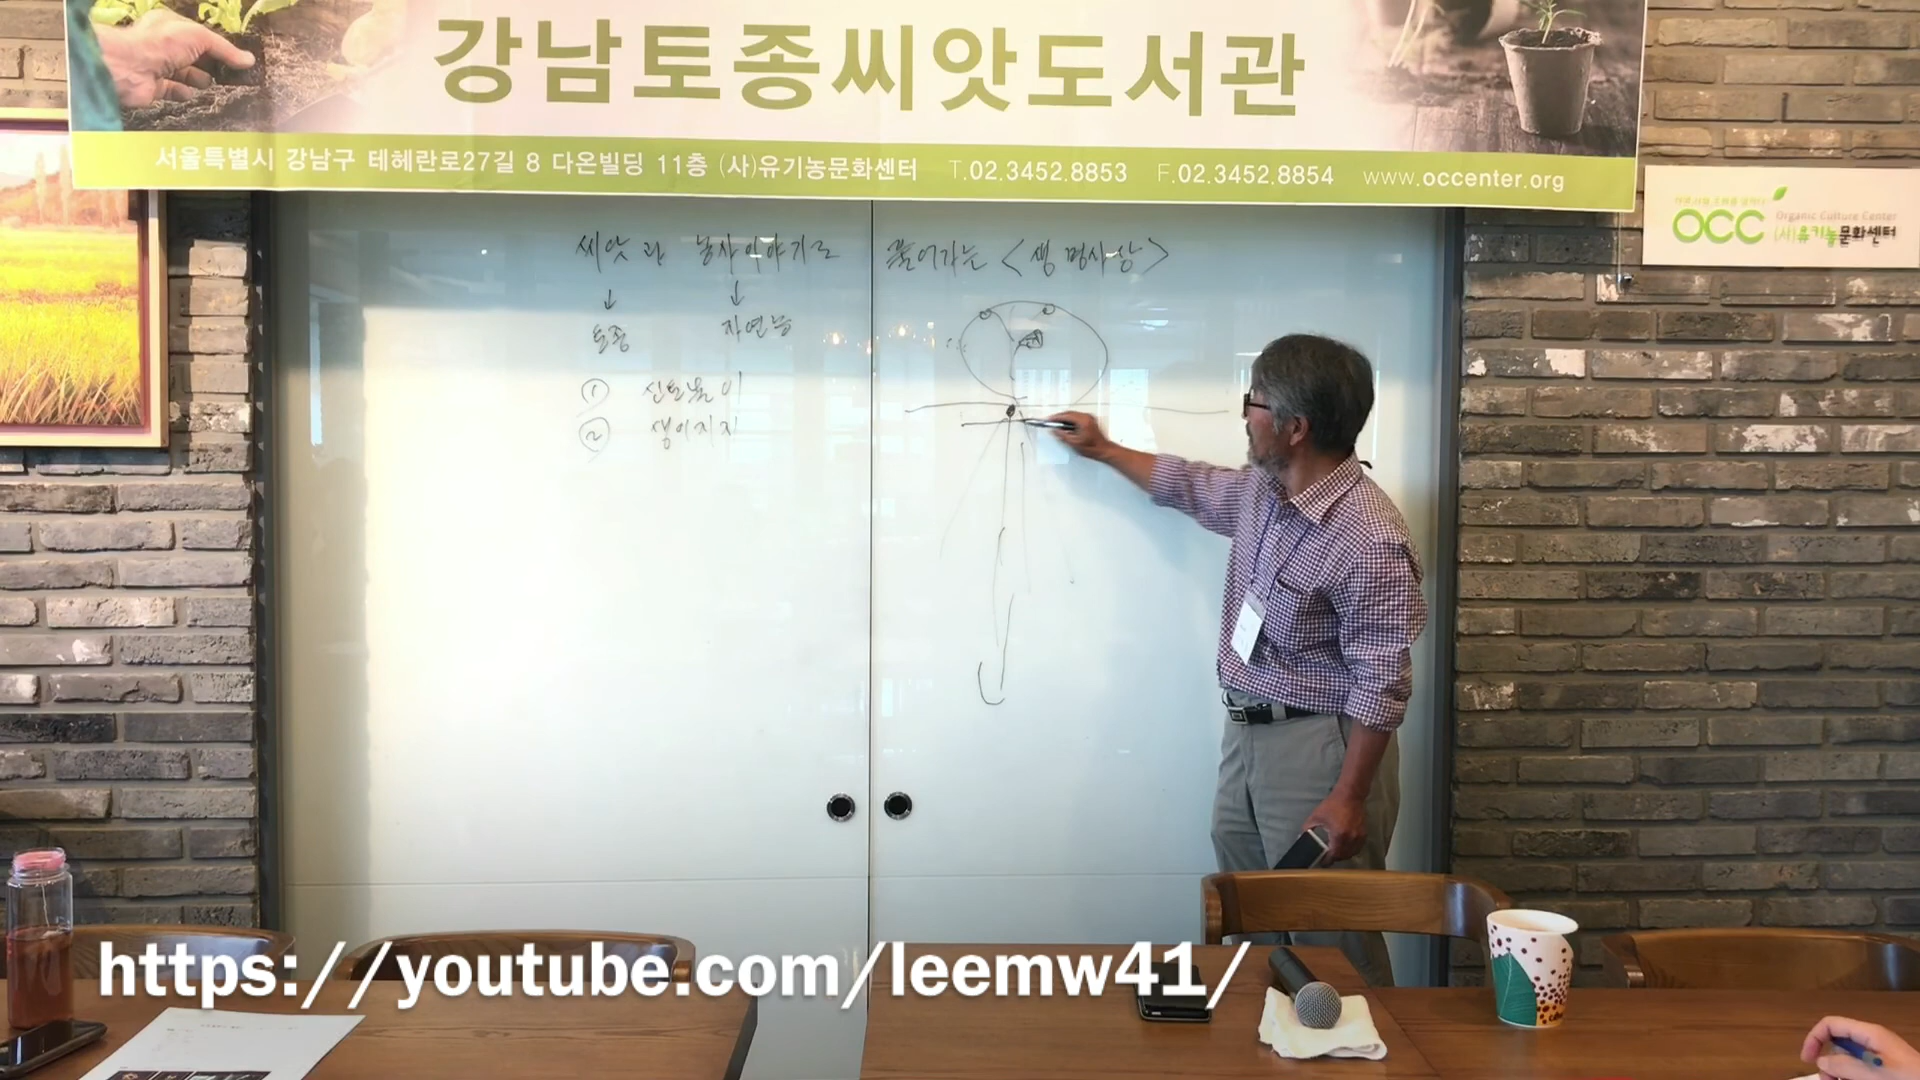 강남토종씨앗도서관
서울특별시 강남구 테헤란로27길 8 다온빌딩 11층 (사)유기농문화센터 T.02.3452.8853 F.02.3452.8854 www.occenter.org
OCC Organic Culture Center
(사)유기농문화센터
씨앗과 농사이야기로 풀어가는 <생명사상>
↓ ↓
토종 자연농
① 신토불이
② 생이지지
https://youtube.com/leemw41/